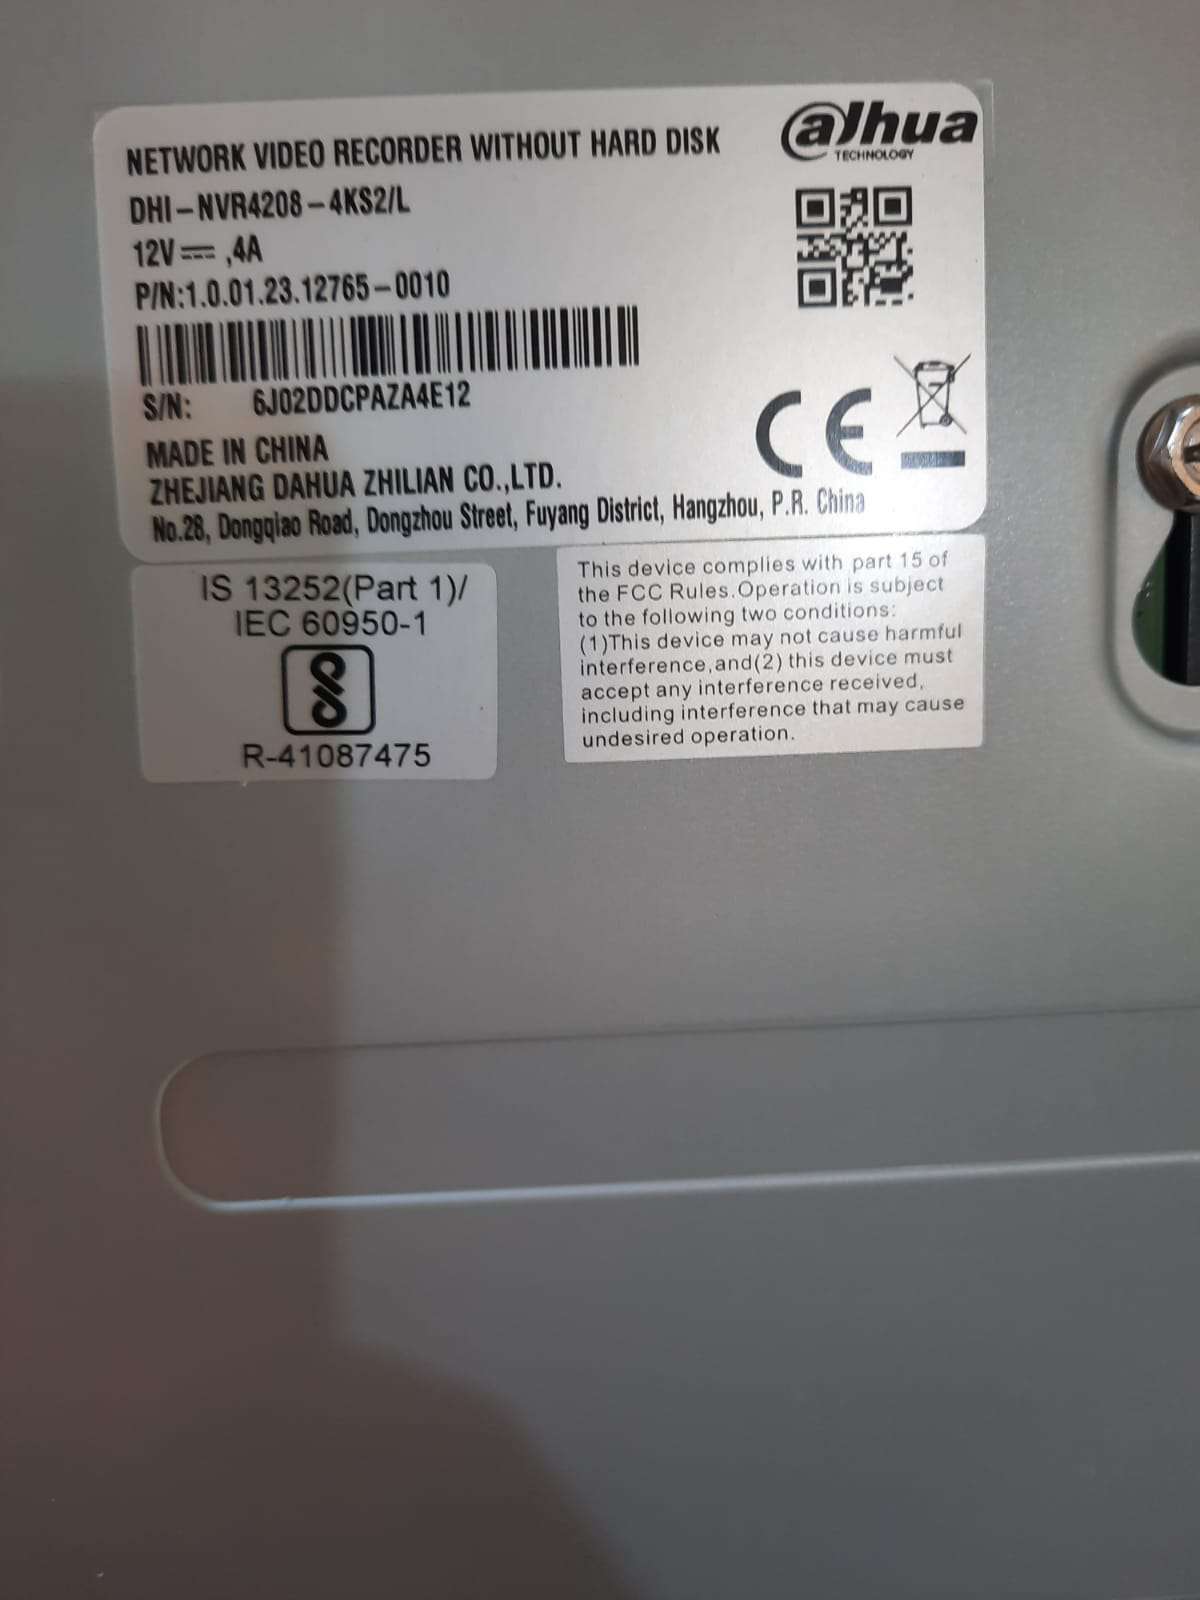 NETWORK VIDEO RECORDER WITHOUT HARD DISK
alhua
TECHNOLOGY
DHI-NVR4208-4KS2/L
12V⎓,4A
P/N:1.0.01.23.12765-0010
S/N: 6J02DDCPAZA4E12
MADE IN CHINA
ZHEJIANG DAHUA ZHILIAN CO.,LTD.
No.28, Dongqiao Road, Dongzhou Street, Fuyang District, Hangzhou, P.R. China
CE
IS 13252(Part 1)/
IEC 60950-1
R-41087475
This device complies with part 15 of
the FCC Rules.Operation is subject
to the following two conditions:
(1)This device may not cause harmful
interference,and(2) this device must
accept any interference received,
including interference that may cause
undesired operation.